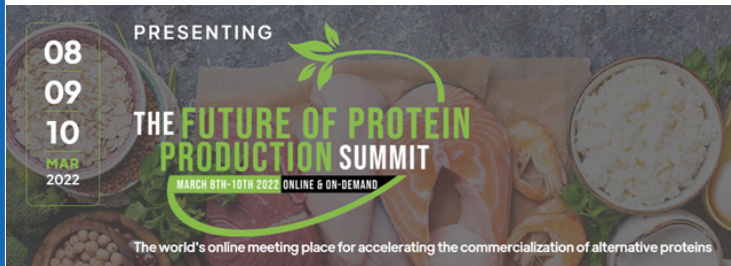 08
09
10
MAR
2022
PRESENTING
THE FUTURE OF PROTEIN
PRODUCTION SUMMIT
MARCH 8TH-10TH 2022 ONLINE & ON-DEMAND
The world's online meeting place for accelerating the commercialization of alternative proteins